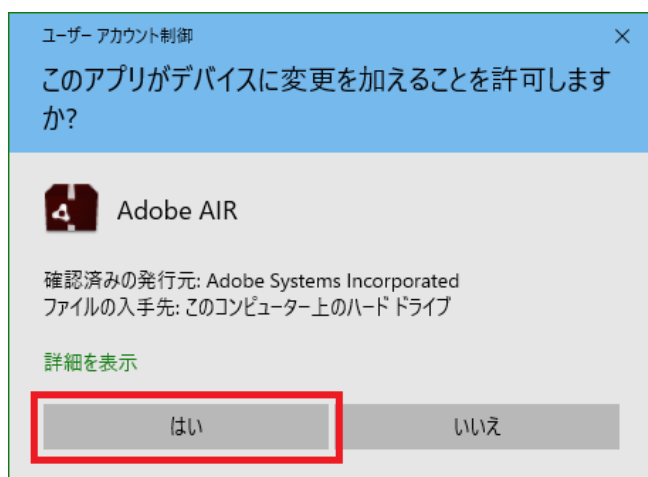 ユーザー アカウント制御
このアプリがデバイスに変更を加えることを許可します
か?
Adobe AIR
確認済みの発行元: Adobe Systems Incorporated
ファイルの入手先: このコンピューター上のハード ドライブ
詳細を表示
はい
いいえ